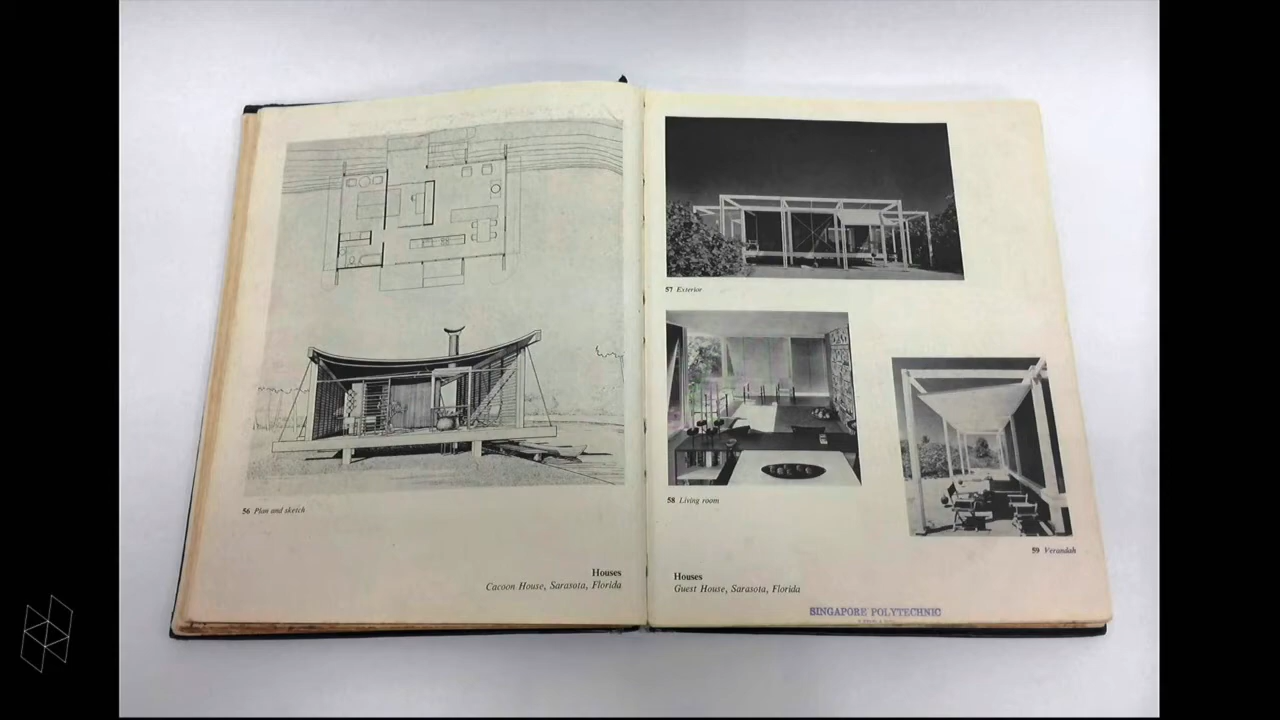 56 Plan and sketch
Houses
Cacoon House, Sarasota, Florida
57 Exterior
58 Living room
59 Verandah
Houses
Guest House, Sarasota, Florida
SINGAPORE POLYTECHNIC